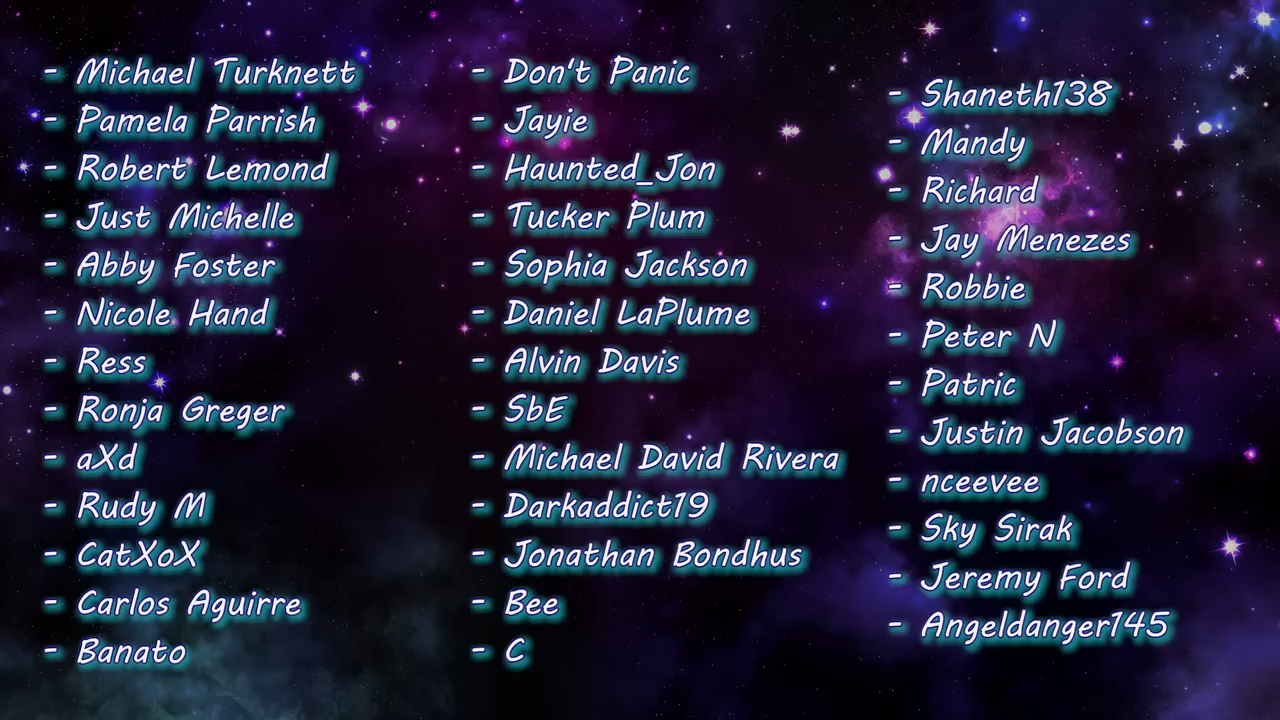 - Michael Turknett
- Pamela Parrish
- Robert Lemond
- Just Michelle
- Abby Foster
- Nicole Hand
- Ress
- Ronja Greger
- aXd
- Rudy M
- CatXoX
- Carlos Aguirre
- Banato
- Don't Panic
- Jayie
- Haunted_Jon
- Tucker Plum
- Sophia Jackson
- Daniel LaPlume
- Alvin Davis
- SbE
- Michael David Rivera
- Darkaddict19
- Jonathan Bondhus
- Bee
- C
- Shaneth138
- Mandy
- Richard
- Jay Menezes
- Robbie
- Peter N
- Patric
- Justin Jacobson
- nceevee
- Sky Sirak
- Jeremy Ford
- Angeldanger145